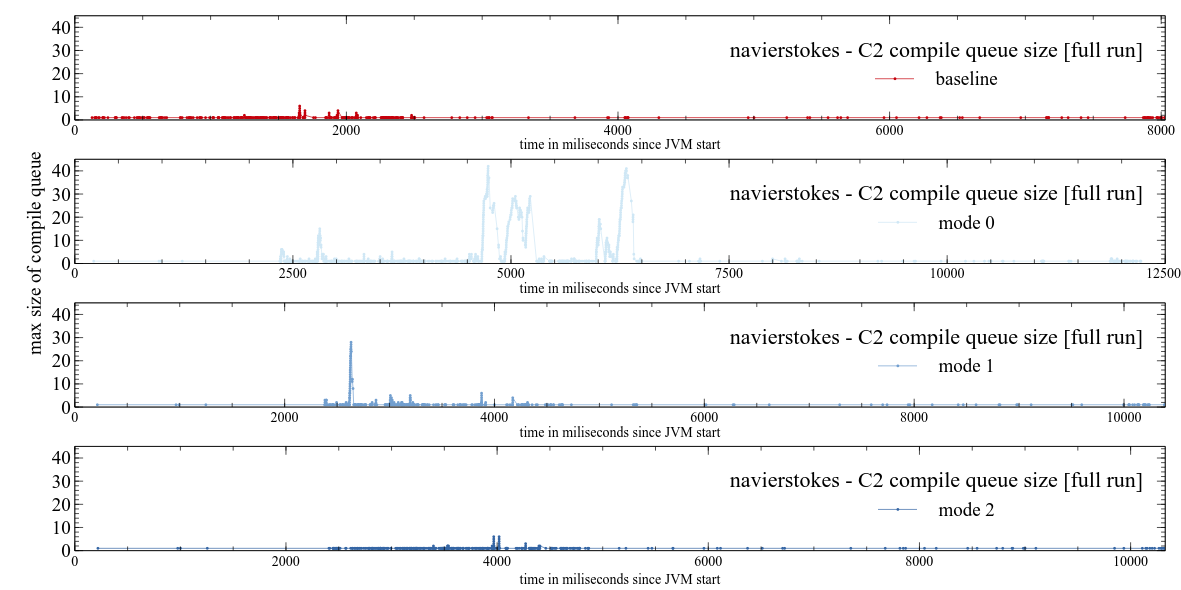 max size of compile queue
40
30
20
10
0
navierstokes - C2 compile queue size [full run]
baseline
0 2000 4000 6000 8000
time in miliseconds since JVM start
40
30
20
10
0
navierstokes - C2 compile queue size [full run]
mode 0
0 2500 5000 7500 10000 12500
time in miliseconds since JVM start
40
30
20
10
0
navierstokes - C2 compile queue size [full run]
mode 1
0 2000 4000 6000 8000 10000
time in miliseconds since JVM start
40
30
20
10
0
navierstokes - C2 compile queue size [full run]
mode 2
0 2000 4000 6000 8000 10000
time in miliseconds since JVM start